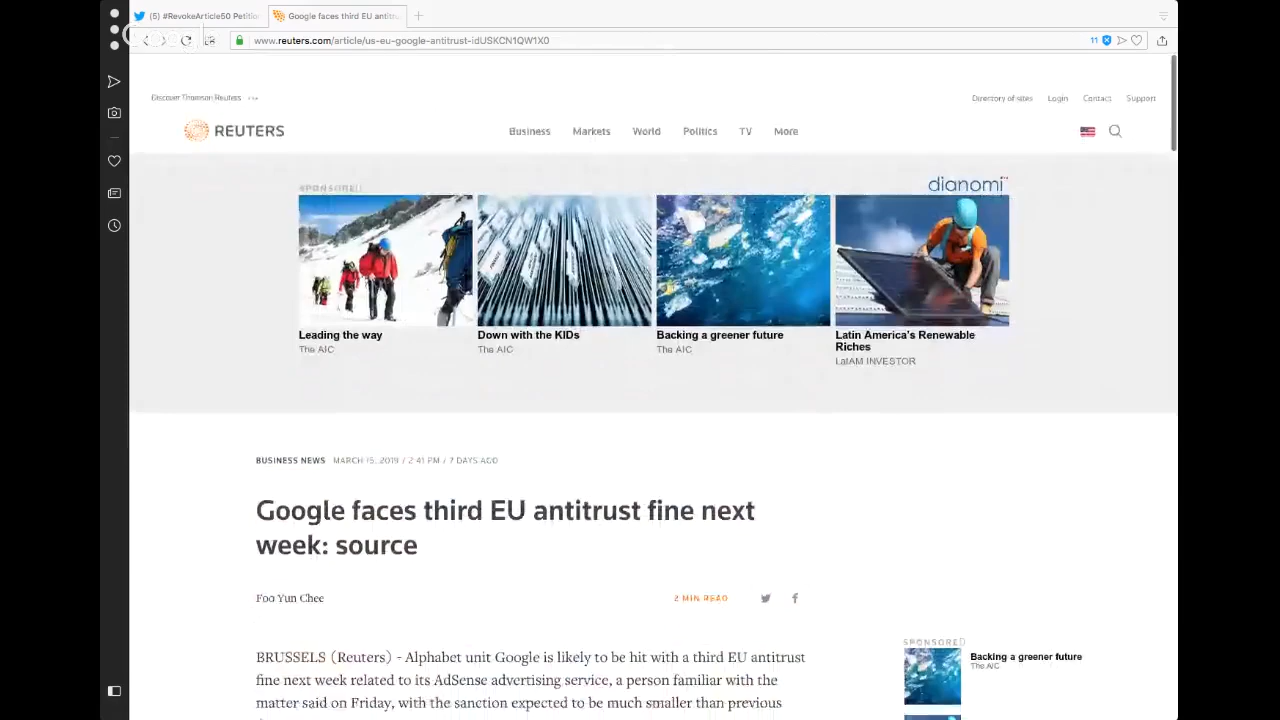 (5) #RevokeArticle50 Petitio
Google faces third EU antitru
www.reuters.com/article/us-eu-google-antitrust-idUSKCN1QW1X0
11
Discover Thomson Reuters
Directory of sites Login Contact Support
REUTERS
Business Markets World Politics TV More
SPONSORED
dianomi
Leading the way
The AIC
Down with the KIDs
The AIC
Backing a greener future
The AIC
Latin America's Renewable
Riches
LatAM INVESTOR
BUSINESS NEWS MARCH 15, 2019 / 2:41 PM / 7 DAYS AGO
Google faces third EU antitrust fine next
week: source
Foo Yun Chee
2 MIN READ
BRUSSELS (Reuters) - Alphabet unit Google is likely to be hit with a third EU antitrust
fine next week related to its AdSense advertising service, a person familiar with the
matter said on Friday, with the sanction expected to be much smaller than previous
SPONSORED
Backing a greener future
The AIC